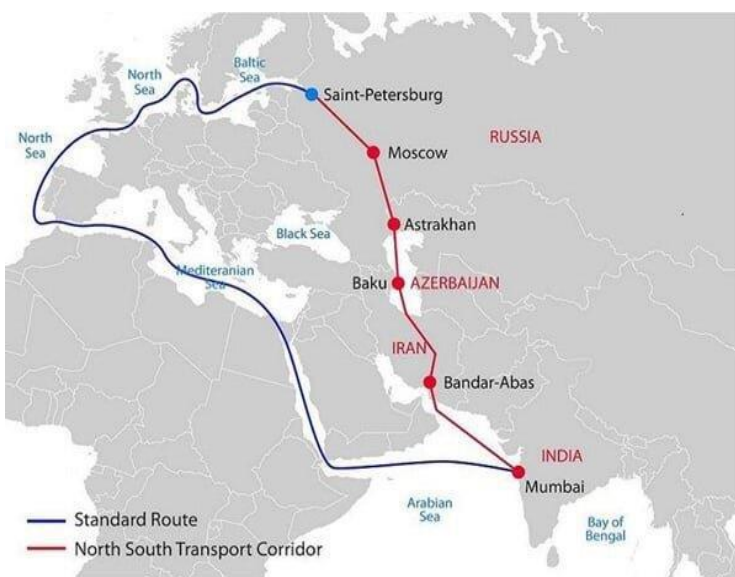 North
Sea
Baltic
Sea
Saint-Petersburg
North
Sea
RUSSIA
Moscow
Astrakhan
Black Sea
Mediteranian
Sea
Baku
AZERBAIJAN
IRAN
Bandar-Abas
INDIA
Mumbai
Arabian
Sea
Bay of
Bengal
Standard Route
North South Transport Corridor